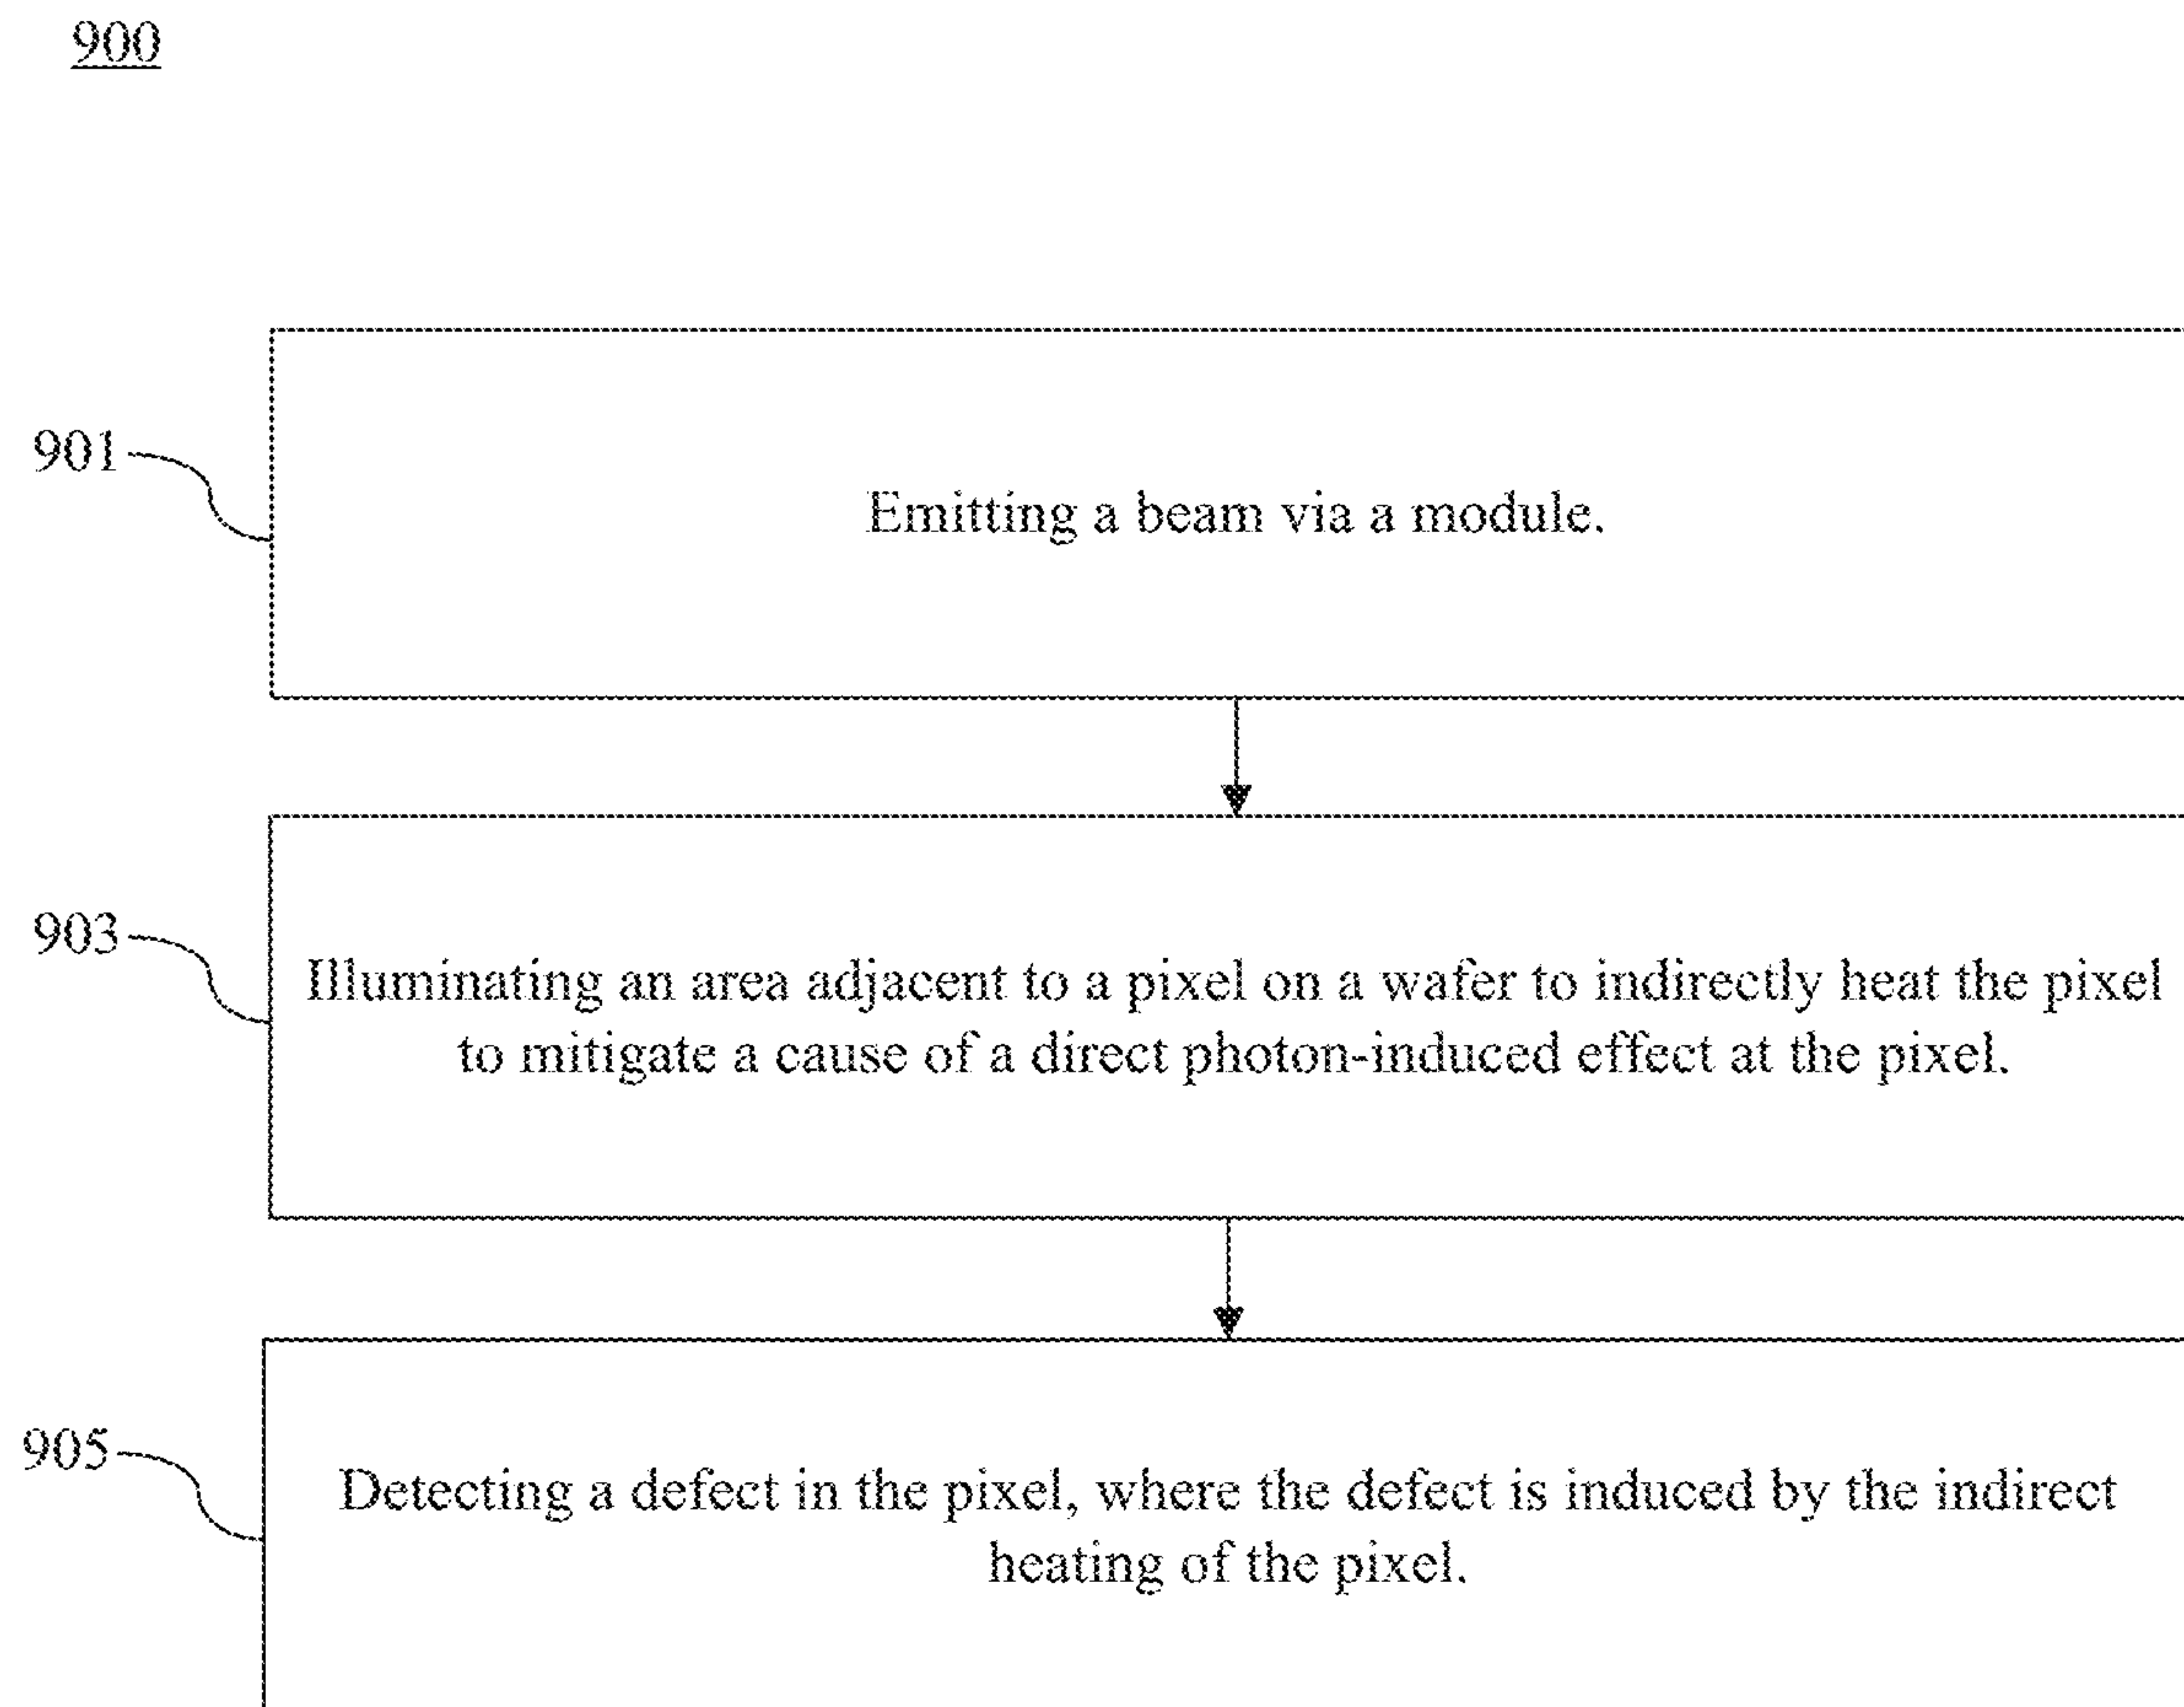 900
901
Emitting a beam via a module.
903
Illuminating an area adjacent to a pixel on a wafer to indirectly heat the pixel
to mitigate a cause of a direct photon-induced effect at the pixel.
905
Detecting a defect in the pixel, where the defect is induced by the indirect
heating of the pixel.